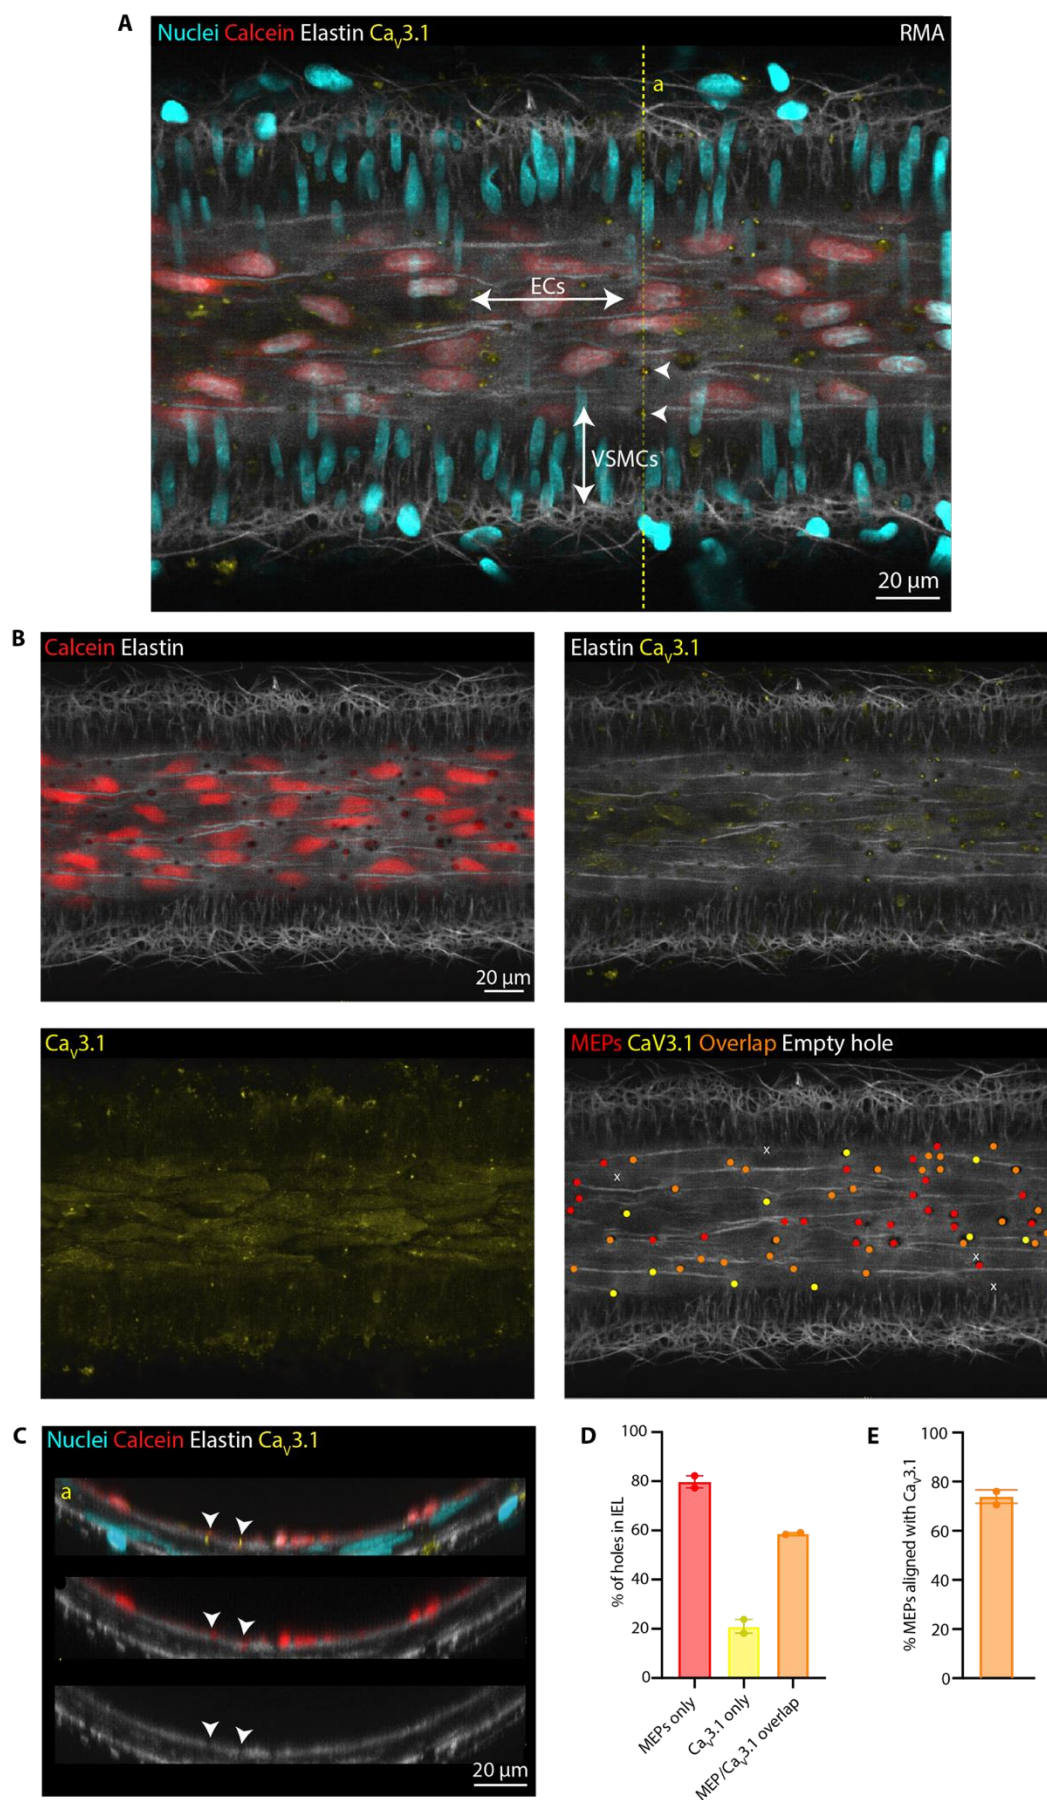 A
Nuclei Calcein Elastin CaV3.1
RMA
a
ECs
VSMCs
20 µm
B
Calcein Elastin
20 µm
Elastin CaV3.1
CaV3.1
MEPs CaV3.1 Overlap Empty hole
x
x
x
x
C
Nuclei Calcein Elastin CaV3.1
a
20 µm
D
% of holes in IEL
100
80
60
40
20
0
MEPs only
CaV3.1 only
MEP/CaV3.1 overlap
E
% MEPs aligned with CaV3.1
100
80
60
40
20
0